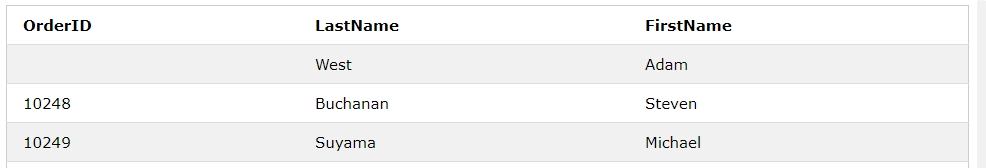 OrderID LastName FirstName
West Adam
10248 Buchanan Steven
10249 Suyama Michael